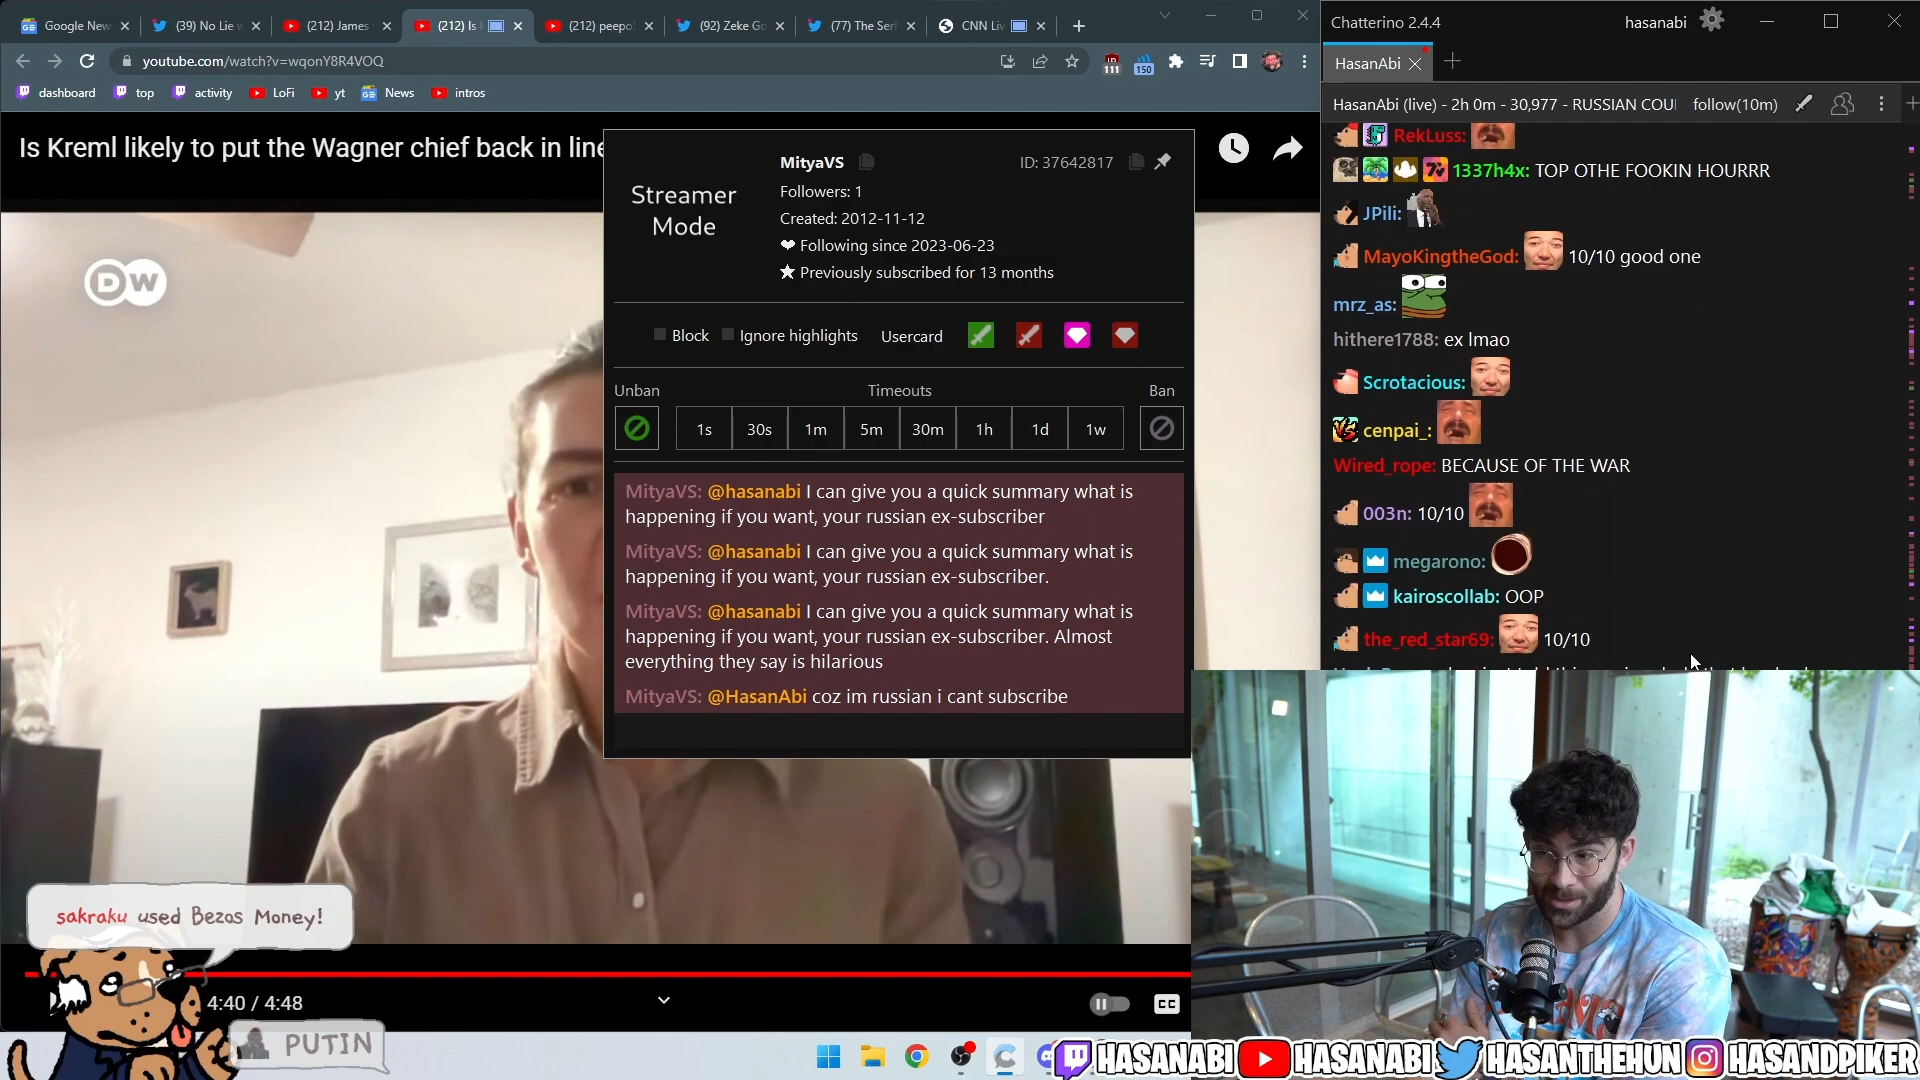 Google New
(39) No Lie w
(212) James
(212) Is
(212) peepo
(92) Zeke Go
(77) The Ser
CNN Liv
youtube.com/watch?v=wqonY8R4VOQ
111
150
dashboard
top
activity
LoFi
yt
News
intros
Is Kreml likely to put the Wagner chief back in line
DW
Streamer
Mode
MityaVS
ID: 37642817
Followers: 1
Created: 2012-11-12
Following since 2023-06-23
Previously subscribed for 13 months
Block
Ignore highlights
Usercard
Unban
Timeouts
Ban
1s
30s
1m
5m
30m
1h
1d
1w
MityaVS: @hasanabi I can give you a quick summary what is
happening if you want, your russian ex-subscriber
MityaVS: @hasanabi I can give you a quick summary what is
happening if you want, your russian ex-subscriber.
MityaVS: @hasanabi I can give you a quick summary what is
happening if you want, your russian ex-subscriber. Almost
everything they say is hilarious
MityaVS: @HasanAbi coz im russian i cant subscribe
sakraku used Bezos Money!
4:40 / 4:48
PUTIN
CC
Chatterino 2.4.4
hasanabi
HasanAbi
HasanAbi (live) - 2h 0m - 30,977 - RUSSIAN COU
follow(10m)
RekLuss:
1337h4x: TOP OTHE FOOKIN HOURRR
JPili:
MayoKingtheGod: 10/10 good one
mrz_as:
hithere1788: ex lmao
Scrotacious:
cenpai_:
Wired_rope: BECAUSE OF THE WAR
003n: 10/10
megarono:
kairoscollab: OOP
the_red_star69: 10/10
HASANABI
HASANABI
HASANTHEHUN
HASANDPIKER